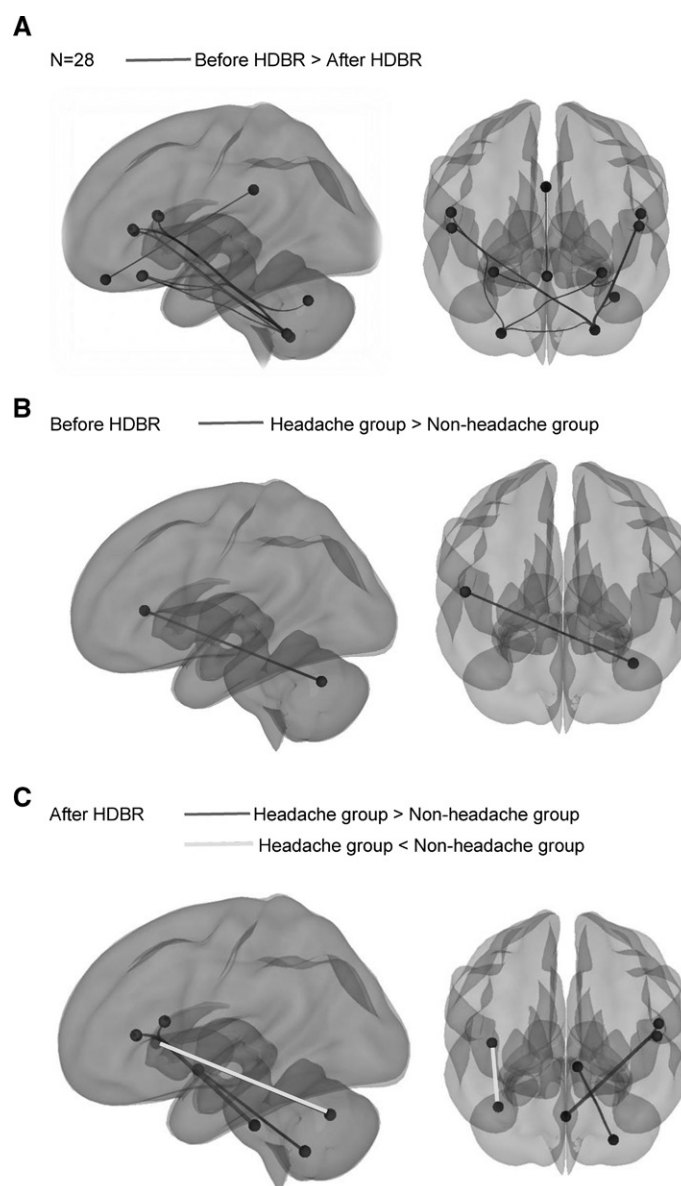 A
N=28 Before HDBR > After HDBR
B
Before HDBR Headache group > Non-headache group
C
After HDBR Headache group > Non-headache group
Headache group < Non-headache group